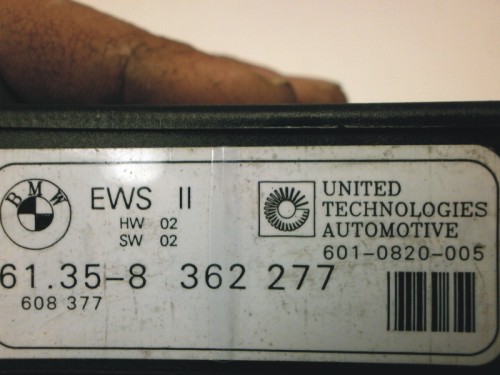 BMW
EWS II
HW 02
SW 02
UNITED
TECHNOLOGIES
AUTOMOTIVE
601-0820-005
61.35-8 362 277
608 377